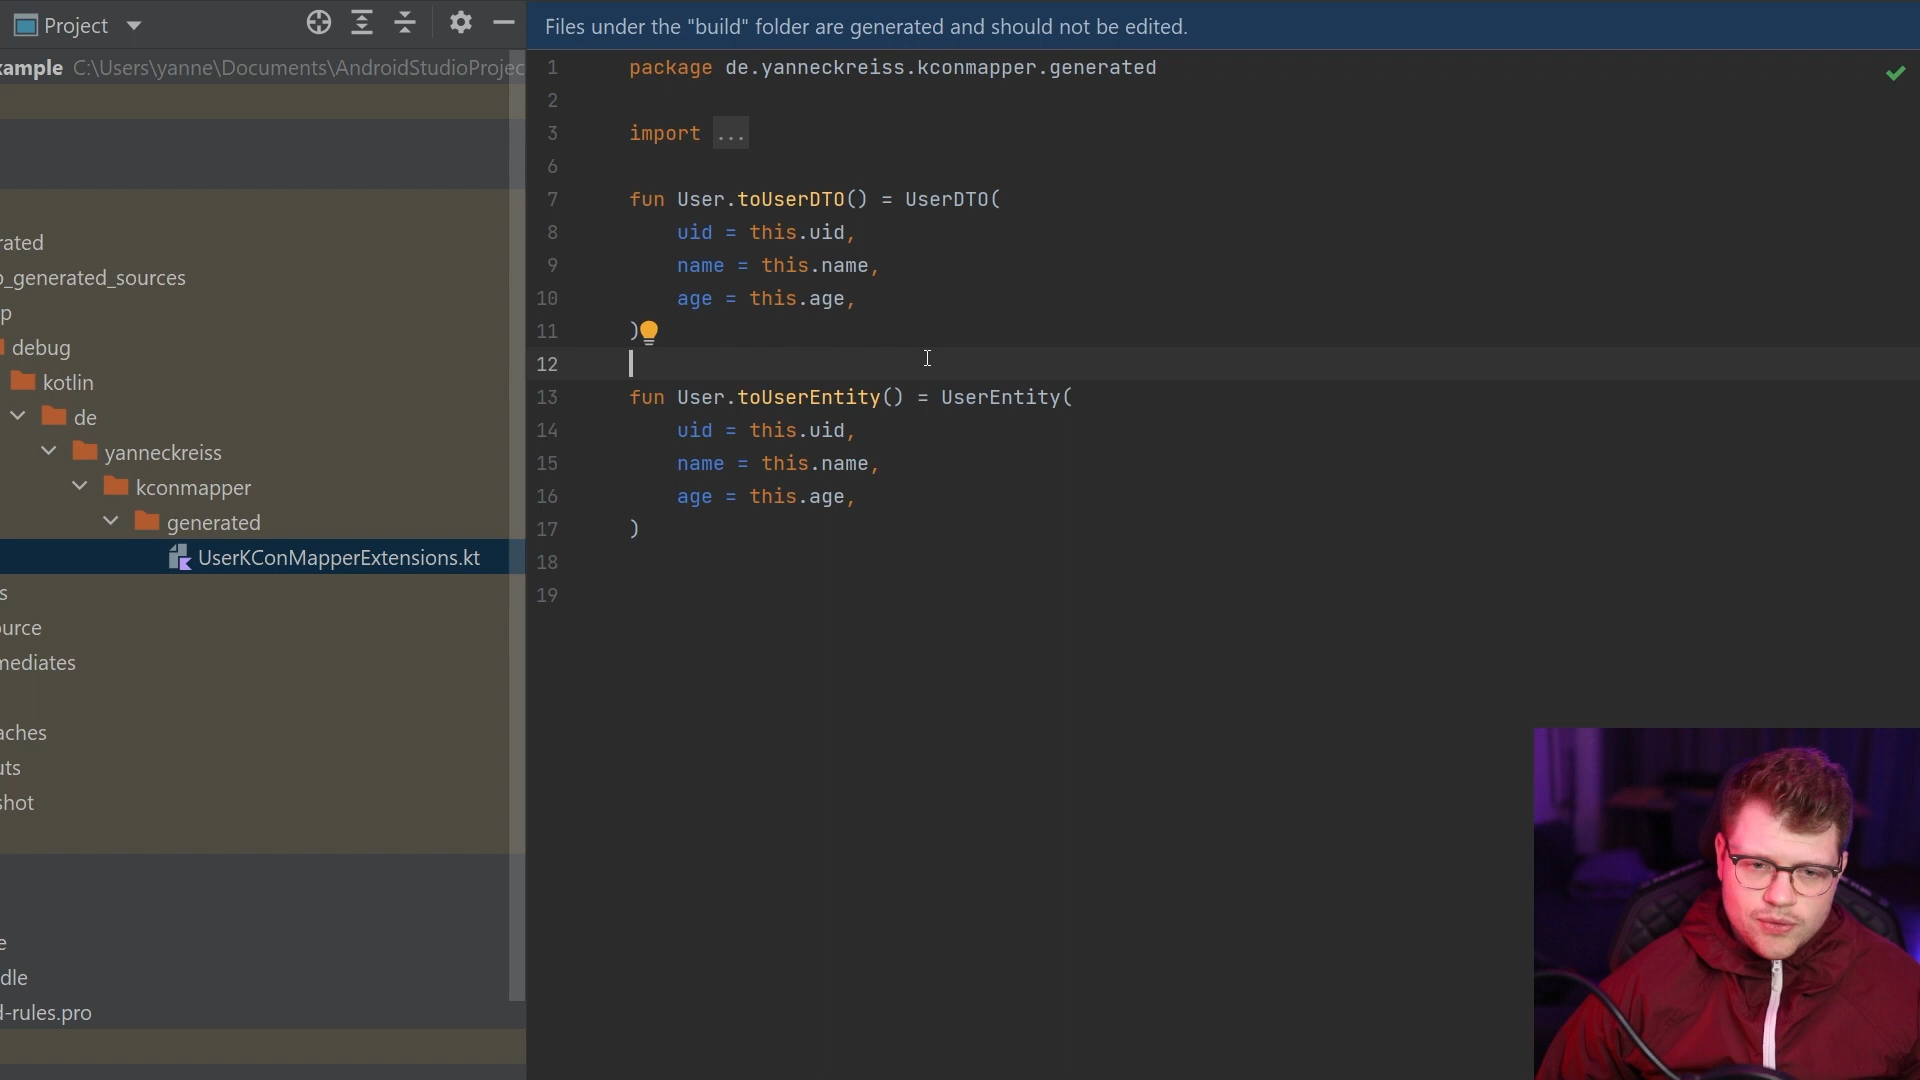 Project
Files under the "build" folder are generated and should not be edited.
ample C:\Users\yanne\Documents\AndroidStudioProjec
rated
_generated_sources
p
debug
kotlin
de
yanneckreiss
kconmapper
generated
UserKConMapperExtensions.kt
s
urce
mediates
aches
uts
shot
e
dle
-rules.pro
1 package de.yanneckreiss.kconmapper.generated
2
3 import ...
6
7 fun User.toUserDTO() = UserDTO(
8 uid = this.uid,
9 name = this.name,
10 age = this.age,
11 )
12
13 fun User.toUserEntity() = UserEntity(
14 uid = this.uid,
15 name = this.name,
16 age = this.age,
17 )
18
19